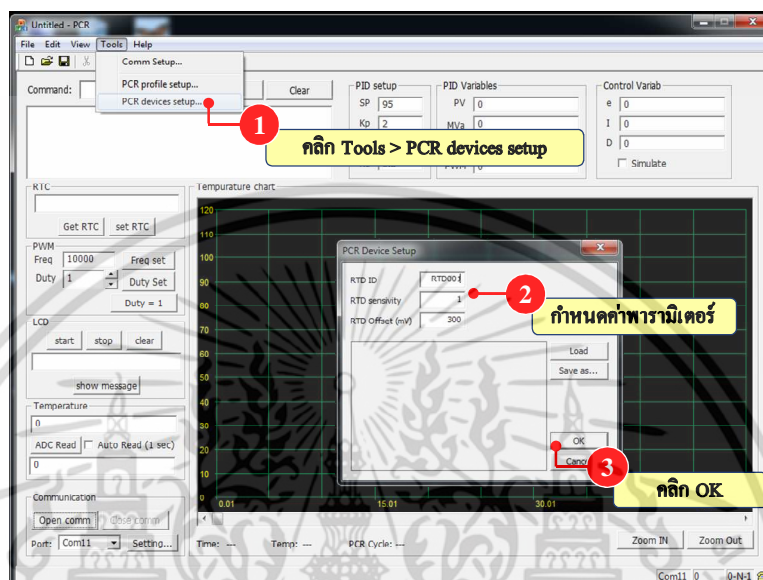 Untitled - PCR
File Edit View Tools Help
Comm Setup...
PCR profile setup...
PCR devices setup...
Command:
Clear
1
คลิก Tools > PCR devices setup
PID setup
SP 95
Kp 2
PID Variables
PV 0
MVa 0
Control Variab
e 0
I 0
D 0
Simulate
RTC
Get RTC set RTC
PWM
Freq 10000 Freq set
Duty 1 Duty Set
Duty = 1
LCD
start stop clear
show message
Temperature
0
ADC Read Auto Read (1 sec)
0
Communication
Open comm Close comm
Port: Com11 Setting...
Tempurature chart
120
110
100
90
80
70
60
50
40
30
20
10
0
0.01 15.01 30.01
PCR Device Setup
RTD ID RTD001
RTD sensivity 1
RTD Offset (mV) 300
2
กำหนดค่าพารามิเตอร์
Load
Save as...
OK
3
คลิก OK
Time: --- Temp: --- PCR Cycle: ---
Zoom IN Zoom Out
Com11 0 0-N-1